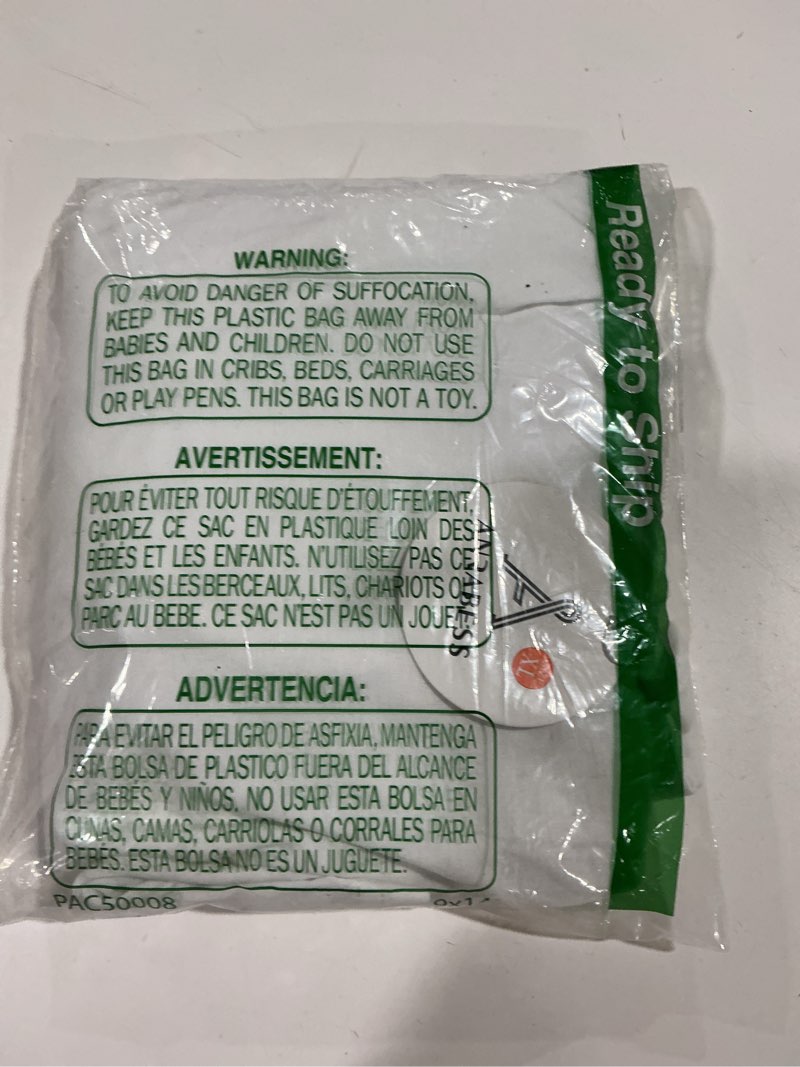 WARNING:
TO AVOID DANGER OF SUFFOCATION,
KEEP THIS PLASTIC BAG AWAY FROM
BABIES AND CHILDREN. DO NOT USE
THIS BAG IN CRIBS, BEDS, CARRIAGES
OR PLAY PENS. THIS BAG IS NOT A TOY.
AVERTISSEMENT:
POUR ÉVITER TOUT RISQUE D'ÉTOUFFEMENT,
GARDEZ CE SAC EN PLASTIQUE LOIN DES
BÉBÉS ET LES ENFANTS. N'UTILISEZ PAS CE
SAC DANS LES BERCEAUX, LITS, CHARIOTS OU
PARC AU BEBE. CE SAC N'EST PAS UN JOUET
ADVERTENCIA:
PARA EVITAR EL PELIGRO DE ASFIXIA, MANTENGA
ESTA BOLSA DE PLASTICO FUERA DEL ALCANCE
DE BEBÉS Y NIÑOS, NO USAR ESTA BOLSA EN
CUNAS, CAMAS, CARRIOLAS O CORRALES PARA
BEBÉS. ESTA BOLSA NO ES UN JUGUETE.
PAC50008
Ready to Ship
ANRABESS
XL